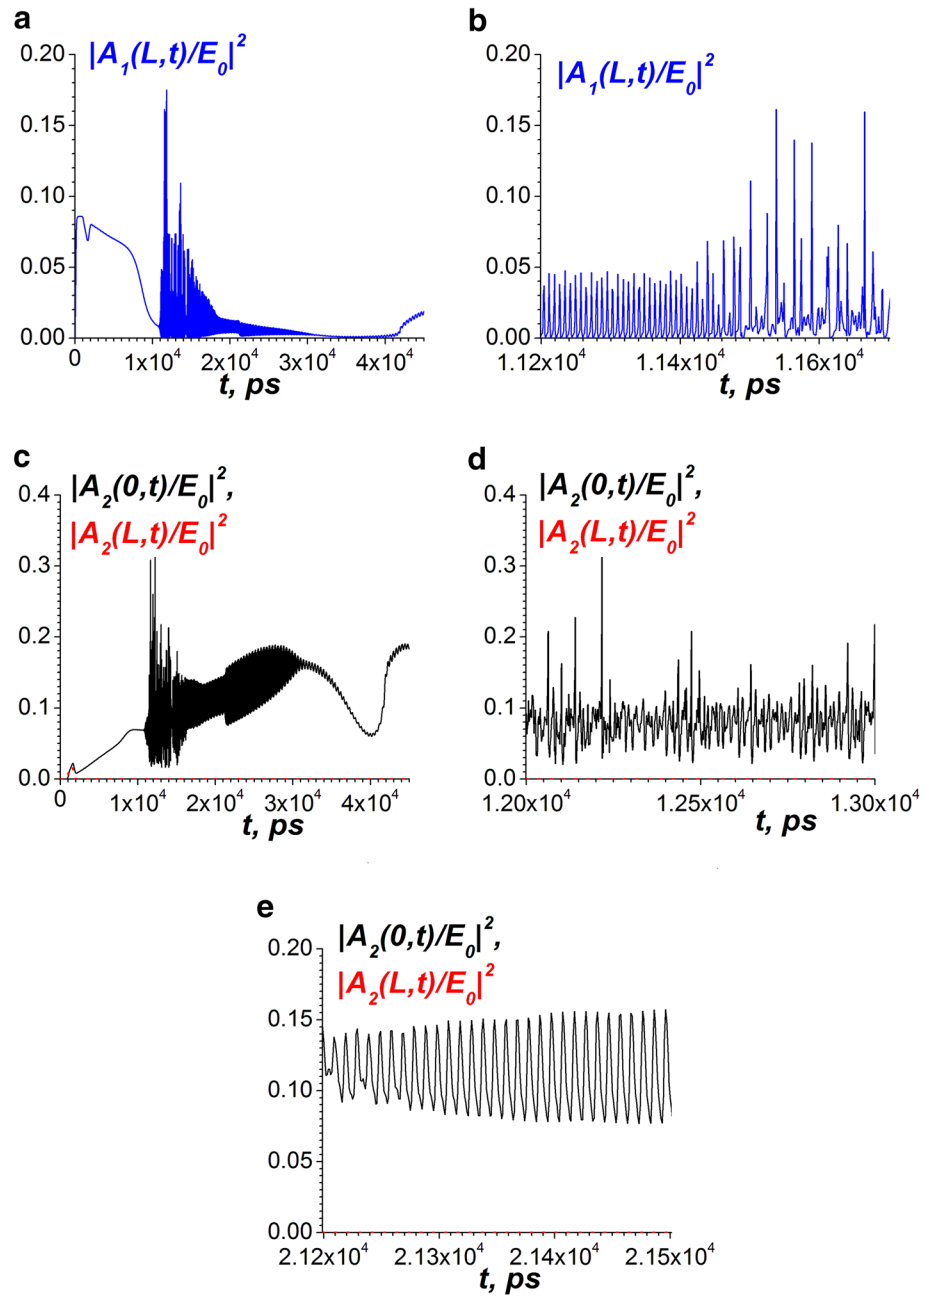 a
|A₁(L,t)/E₀|²
0.20
0.15
0.10
0.05
0.00
0 1x10⁴ 2x10⁴ 3x10⁴ 4x10⁴
t, ps
b
|A₁(L,t)/E₀|²
0.20
0.15
0.10
0.05
0.00
1.12x10⁴ 1.14x10⁴ 1.16x10⁴
t, ps
c
|A₂(0,t)/E₀|²,
|A₂(L,t)/E₀|²
0.4
0.3
0.2
0.1
0.0
0 1x10⁴ 2x10⁴ 3x10⁴ 4x10⁴
t, ps
d
|A₂(0,t)/E₀|²,
|A₂(L,t)/E₀|²
0.4
0.3
0.2
0.1
0.0
1.20x10⁴ 1.25x10⁴ 1.30x10⁴
t, ps
e
|A₂(0,t)/E₀|²,
|A₂(L,t)/E₀|²
0.20
0.15
0.10
0.05
0.00
2.12x10⁴ 2.13x10⁴ 2.14x10⁴ 2.15x10⁴
t, ps